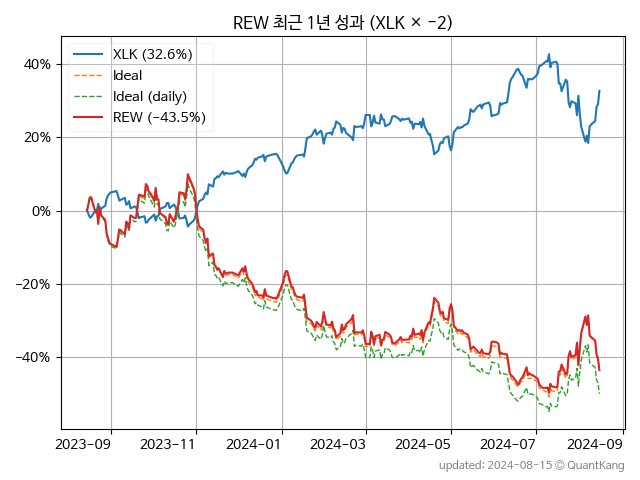 REW 최근 1년 성과 (XLK × −2)
XLK (32.6%)
Ideal
Ideal (daily)
REW (−43.5%)
40%
20%
0%
−20%
−40%
2023-09 2023-11 2024-01 2024-03 2024-05 2024-07 2024-09
updated: 2024-08-15 © QuantKang